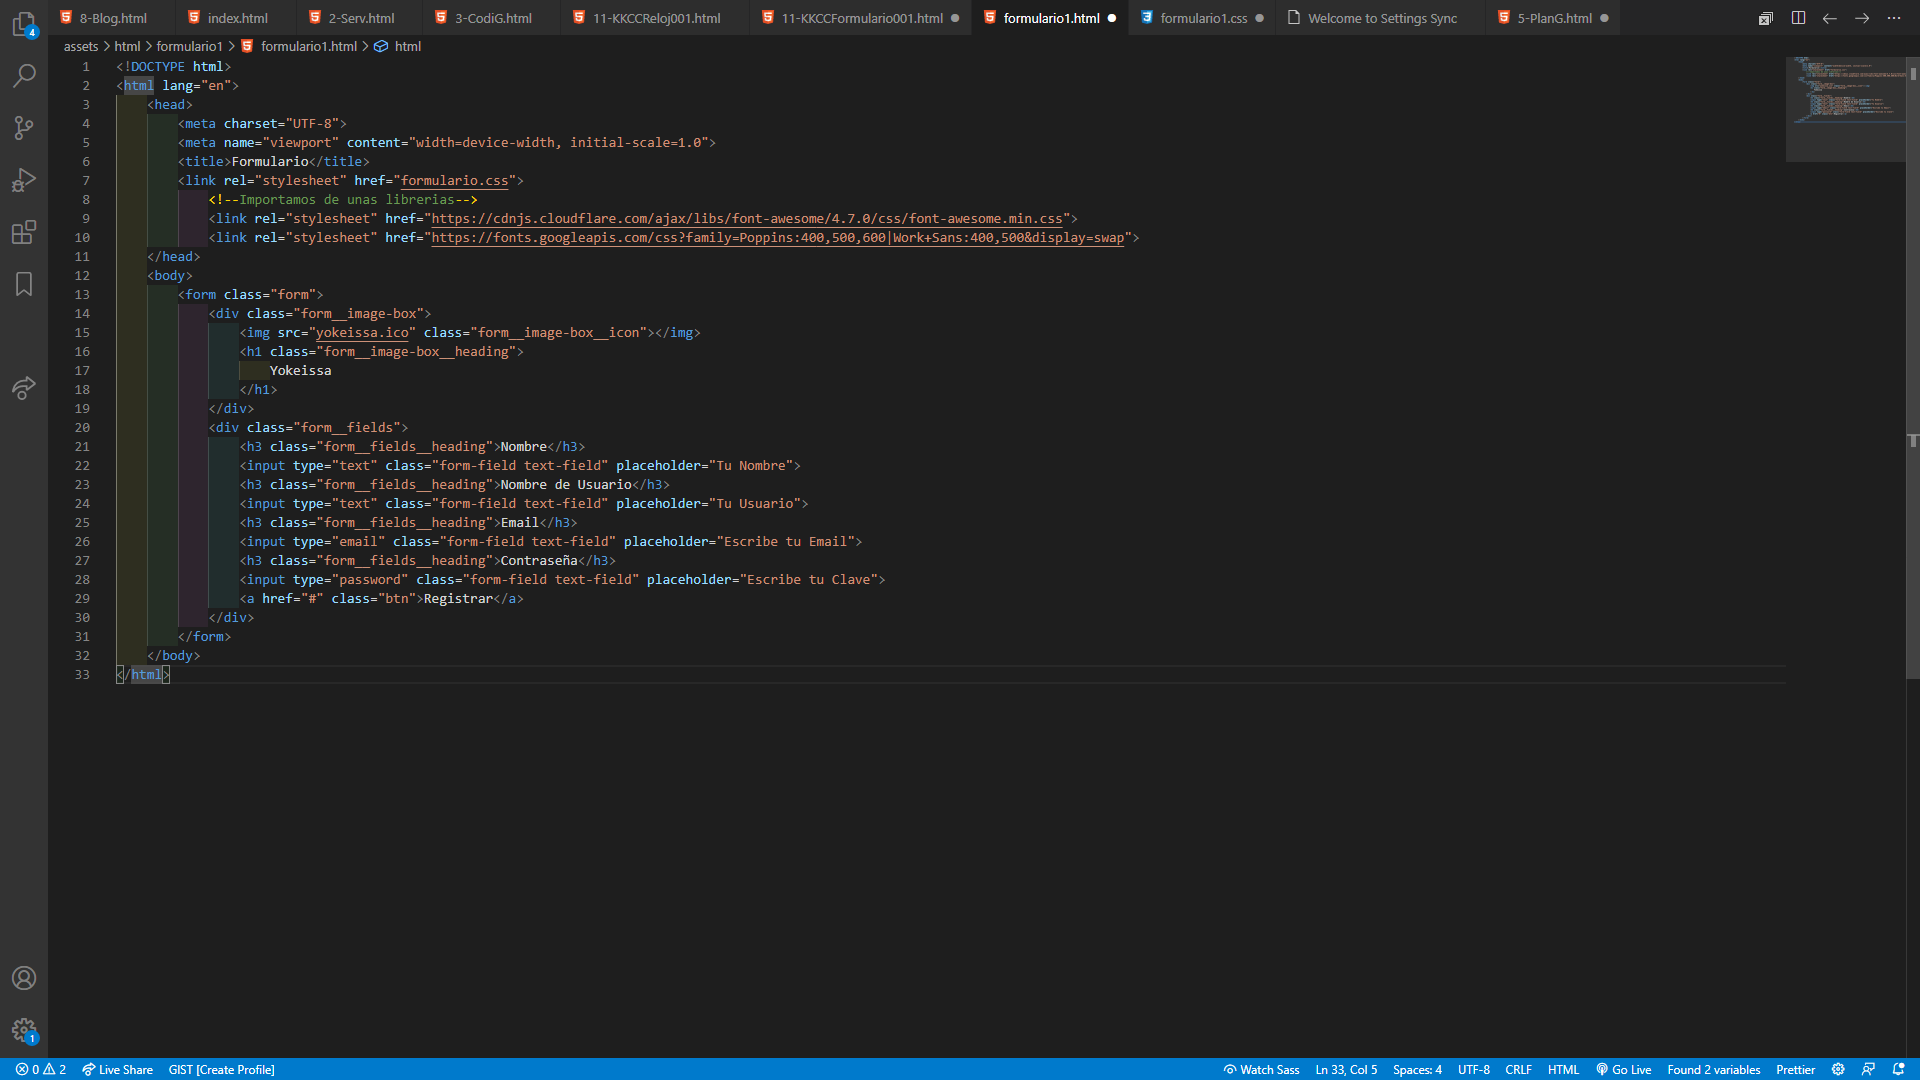 8-Blog.html index.html 2-Serv.html 3-CodiG.html 11-KKCCReloj001.html 11-KKCCFormulario001.html formulario1.html formulario1.css Welcome to Settings Sync 5-PlanG.html
4
assets > html > formulario1 > formulario1.html > html
1 <!DOCTYPE html>
2 <html lang="en">
3 <head>
4 <meta charset="UTF-8">
5 <meta name="viewport" content="width=device-width, initial-scale=1.0">
6 <title>Formulario</title>
7 <link rel="stylesheet" href="formulario.css">
8 <!--Importamos de unas librerias-->
9 <link rel="stylesheet" href="https://cdnjs.cloudflare.com/ajax/libs/font-awesome/4.7.0/css/font-awesome.min.css">
10 <link rel="stylesheet" href="https://fonts.googleapis.com/css?family=Poppins:400,500,600|Work+Sans:400,500&display=swap">
11 </head>
12 <body>
13 <form class="form">
14 <div class="form__image-box">
15 <img src="yokeissa.ico" class="form__image-box__icon"></img>
16 <h1 class="form__image-box__heading">
17 Yokeissa
18 </h1>
19 </div>
20 <div class="form__fields">
21 <h3 class="form__fields__heading">Nombre</h3>
22 <input type="text" class="form-field text-field" placeholder="Tu Nombre">
23 <h3 class="form__fields__heading">Nombre de Usuario</h3>
24 <input type="text" class="form-field text-field" placeholder="Tu Usuario">
25 <h3 class="form__fields__heading">Email</h3>
26 <input type="email" class="form-field text-field" placeholder="Escribe tu Email">
27 <h3 class="form__fields__heading">Contraseña</h3>
28 <input type="password" class="form-field text-field" placeholder="Escribe tu Clave">
29 <a href="#" class="btn">Registrar</a>
30 </div>
31 </form>
32 </body>
33 </html>
1
0 2 Live Share GIST [Create Profile] Watch Sass Ln 33, Col 5 Spaces: 4 UTF-8 CRLF HTML Go Live Found 2 variables Prettier